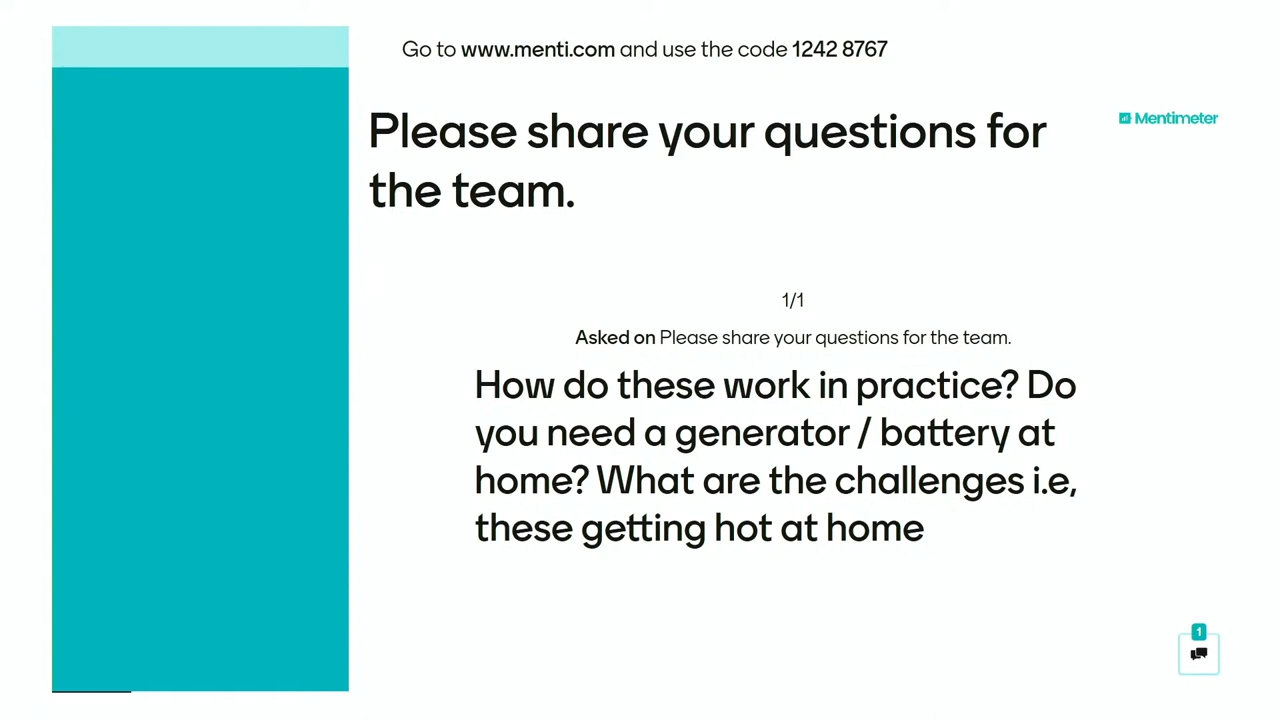 Go to www.menti.com and use the code 1242 8767
Please share your questions for
the team.
Mentimeter
1/1
Asked on Please share your questions for the team.
How do these work in practice? Do
you need a generator / battery at
home? What are the challenges i.e,
these getting hot at home
1